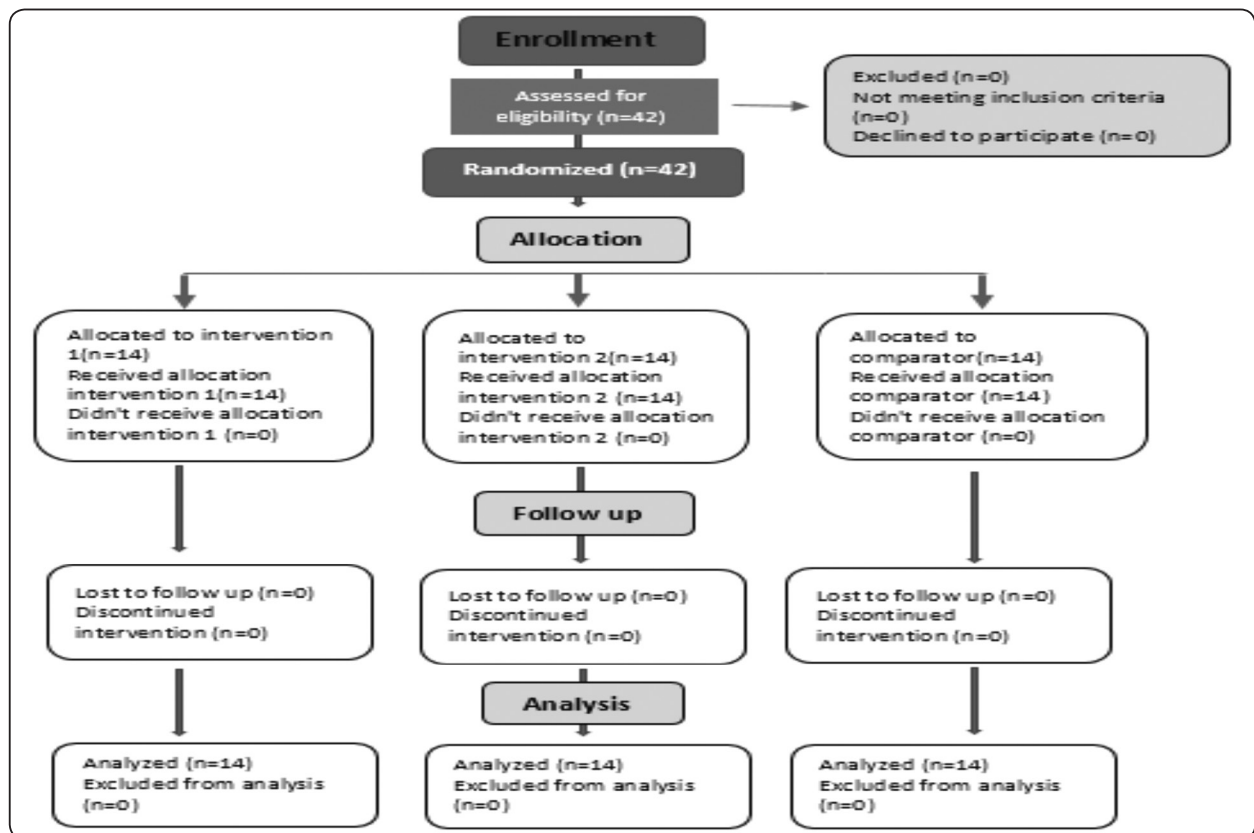 Enrollment
Assessed for
eligibility (n=42)
Excluded (n=0)
Not meeting inclusion criteria
(n=0)
Declined to participate (n=0)
Randomized (n=42)
Allocation
Allocated to intervention
1(n=14)
Received allocation
intervention 1(n=14)
Didn't receive allocation
intervention 1 (n=0)
Allocated to
intervention 2(n=14)
Received allocation
intervention 2 (n=14)
Didn't receive allocation
intervention 2 (n=0)
Allocated to
comparator(n=14)
Received allocation
comparator (n=14)
Didn't receive allocation
comparator (n=0)
Follow up
Lost to follow up (n=0)
Discontinued
intervention (n=0)
Lost to follow up (n=0)
Discontinued
intervention (n=0)
Lost to follow up (n=0)
Discontinued
intervention (n=0)
Analysis
Analyzed (n=14)
Excluded from analysis
(n=0)
Analyzed (n=14)
Excluded from analysis
(n=0)
Analyzed (n=14)
Excluded from analysis
(n=0)